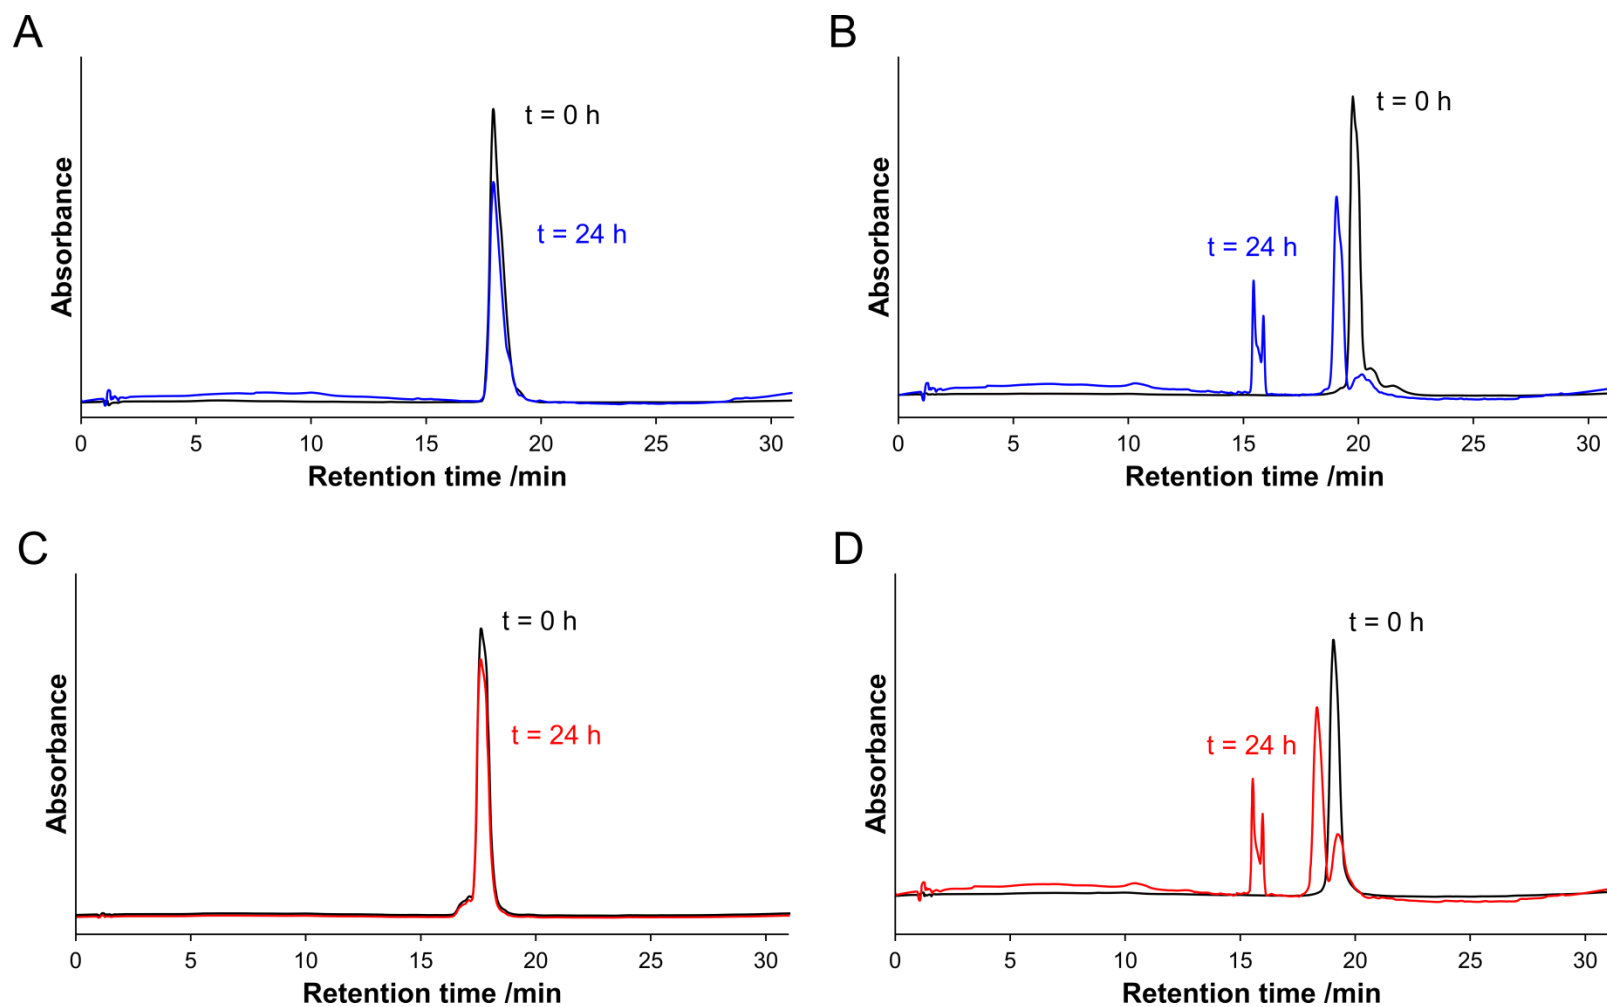 A
B
Absorbance
t = 0 h
t = 24 h
0 5 10 15 20 25 30
Retention time /min
Absorbance
t = 0 h
t = 24 h
0 5 10 15 20 25 30
Retention time /min
C
D
Absorbance
t = 0 h
t = 24 h
0 5 10 15 20 25 30
Retention time /min
Absorbance
t = 0 h
t = 24 h
0 5 10 15 20 25 30
Retention time /min